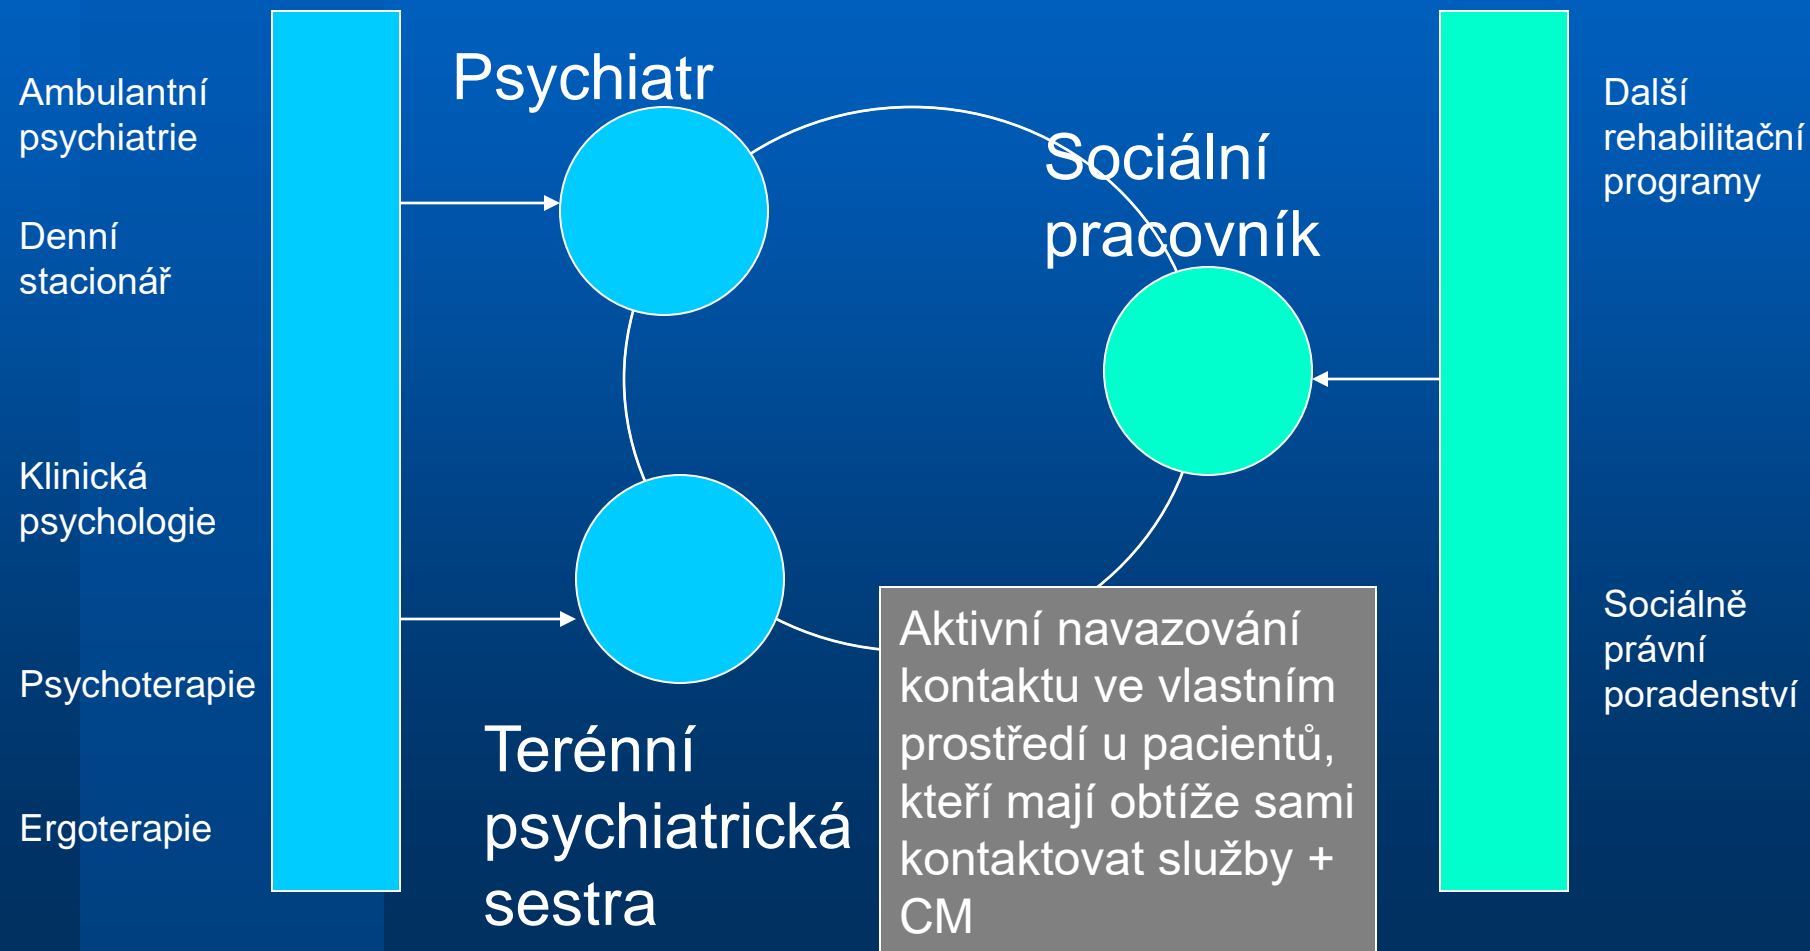 Ambulantní
psychiatrie
Denní
stacionář
Klinická
psychologie
Psychoterapie
Ergoterapie
Psychiatr
Sociální
pracovník
Terénní
psychiatrická
sestra
Aktivní navazování
kontaktu ve vlastním
prostředí u pacientů,
kteří mají obtíže sami
kontaktovat služby +
CM
Další
rehabilitační
programy
Sociálně
právní
poradenství